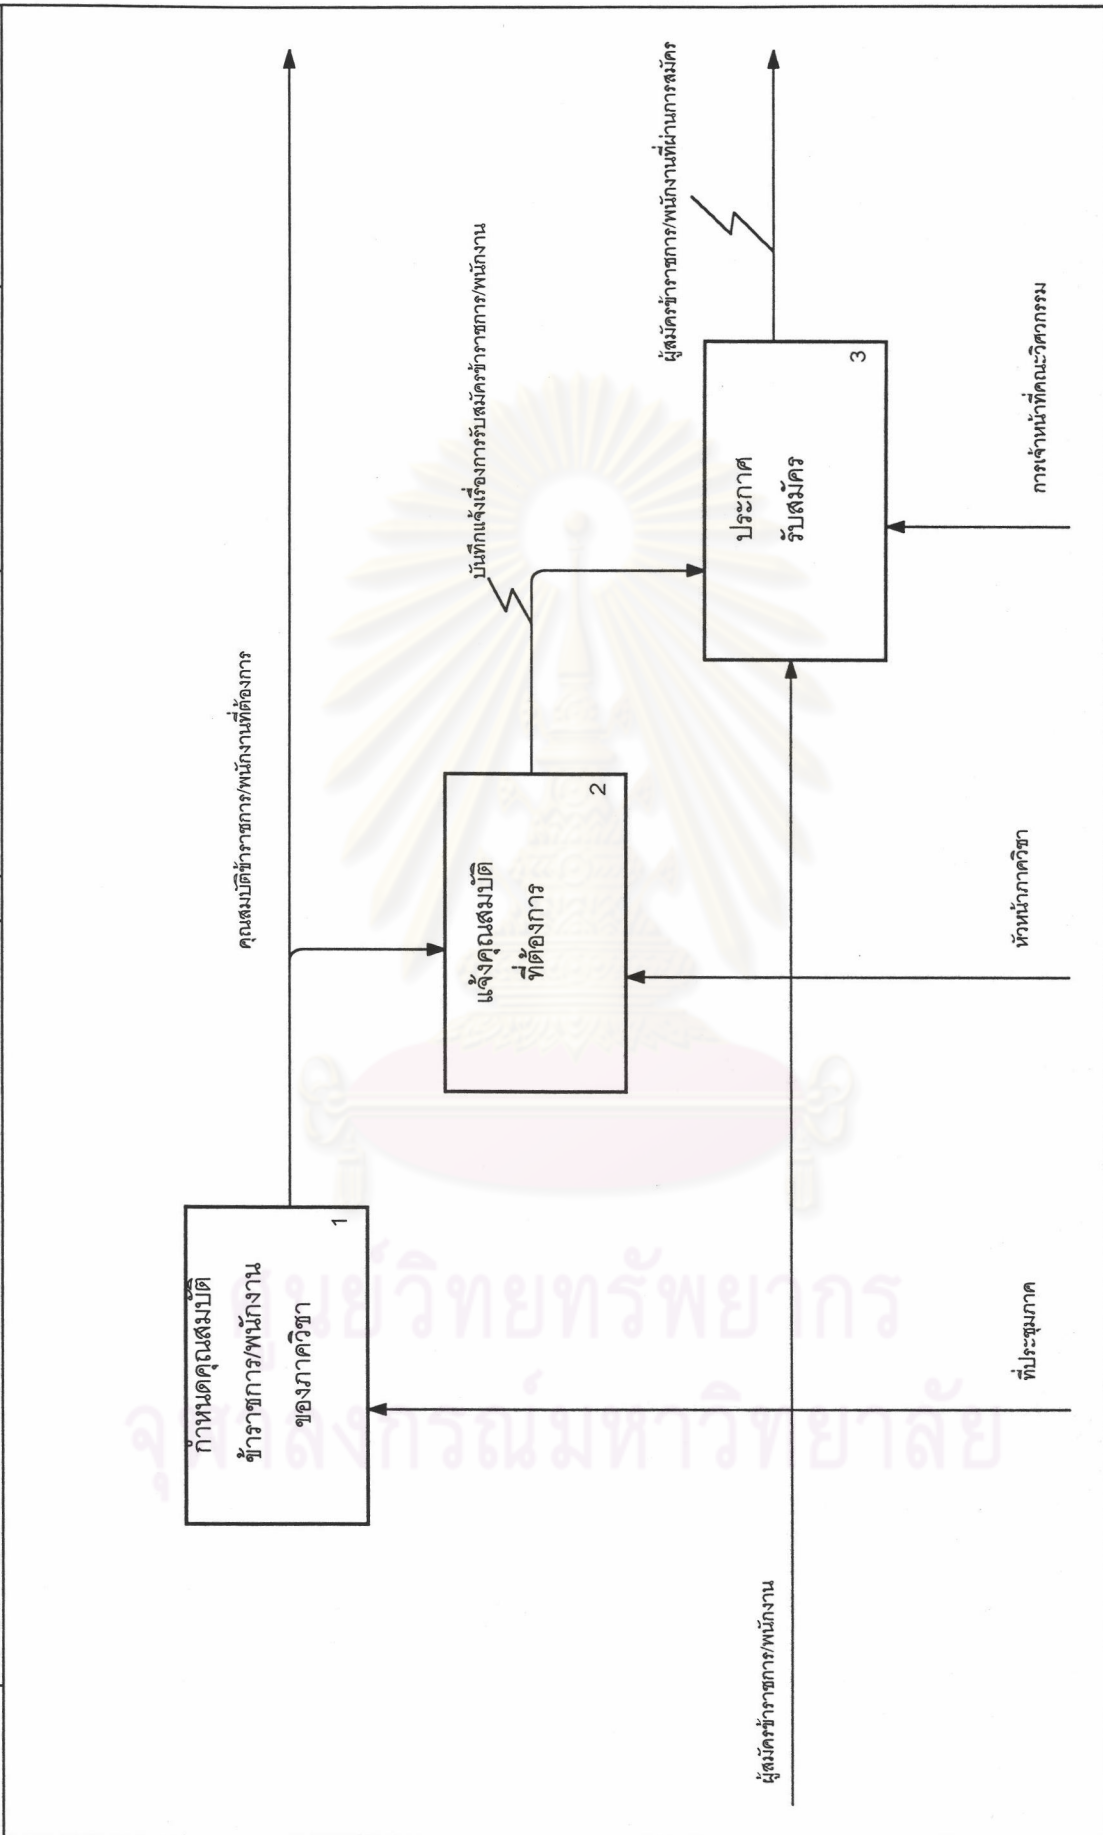 คุณสมบัติข้าราชการ/พนักงานที่ต้องการ
กำหนดคุณสมบัติ
ข้าราชการ/พนักงาน
ของภาควิชา
1
บันทึกแจ้งเรื่องการรับสมัครข้าราชการ/พนักงาน
แจ้งคุณสมบัติ
ที่ต้องการ
2
ผู้สมัครข้าราชการ/พนักงานที่ผ่านการสมัคร
ประกาศ
รับสมัคร
3
ผู้สมัครข้าราชการ/พนักงาน
ที่ประชุมภาค
หัวหน้าภาควิชา
การเจ้าหน้าที่คณะวิศวกรรม
ศูนย์วิทยทรัพยากร
จุฬาลงกรณ์มหาวิทยาลัย